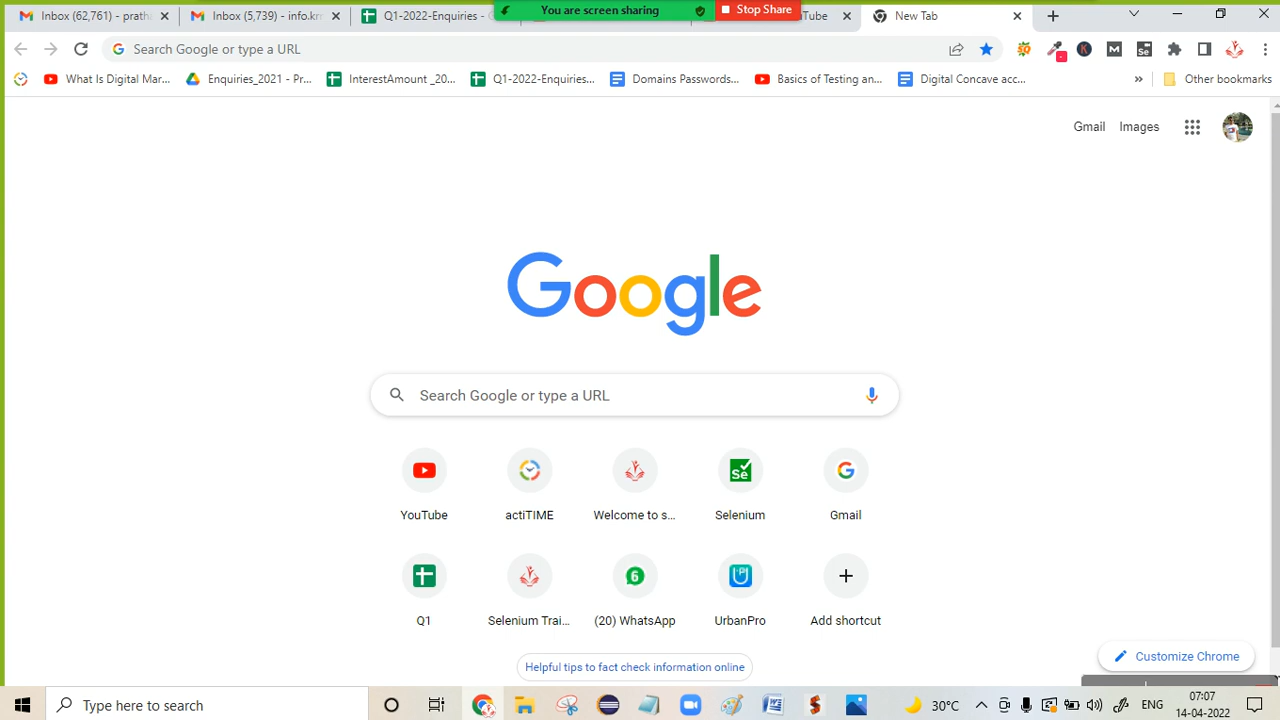 Inbox (62,761) - prath
Inbox (5,739) - info.kr
Q1-2022-Enquiries -
You are screen sharing
Stop Share
Tube
New Tab
Search Google or type a URL
What Is Digital Mar...
Enquiries_2021 - Pr...
InterestAmount _20...
Q1-2022-Enquiries...
Domains Passwords...
Basics of Testing an...
Digital Concave acc...
»
Other bookmarks
Gmail
Images
Google
Search Google or type a URL
YouTube
actiTIME
Welcome to s...
Selenium
Gmail
Q1
Selenium Trai...
(20) WhatsApp
UrbanPro
Add shortcut
Helpful tips to fact check information online
Customize Chrome
Type here to search
30°C
ENG
07:07
14-04-2022